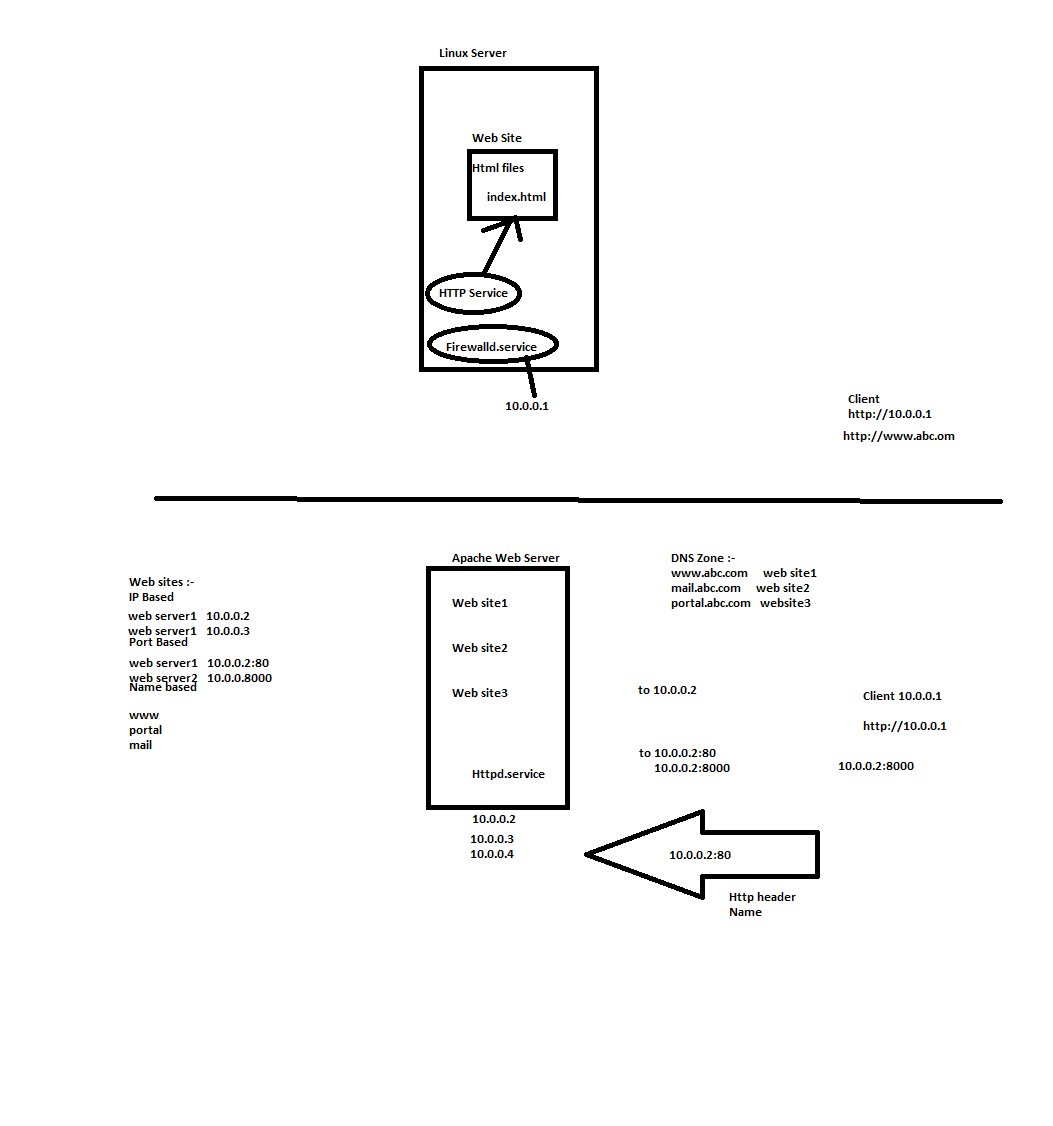 Linux Server
Web Site
Html files
index.html
HTTP Service
Firewalld.service
10.0.0.1
Client
http://10.0.0.1
http://www.abc.om
Apache Web Server
Web site1
Web site2
Web site3
Httpd.service
10.0.0.2
10.0.0.3
10.0.0.4
Web sites :-
IP Based
web server1 10.0.0.2
web server1 10.0.0.3
Port Based
web server1 10.0.0.2:80
web server2 10.0.0.8000
Name based
www
portal
mail
DNS Zone :-
www.abc.com web site1
mail.abc.com web site2
portal.abc.com website3
to 10.0.0.2
to 10.0.0.2:80
10.0.0.2:8000
Client 10.0.0.1
http://10.0.0.1
10.0.0.2:8000
10.0.0.2:80
Http header
Name